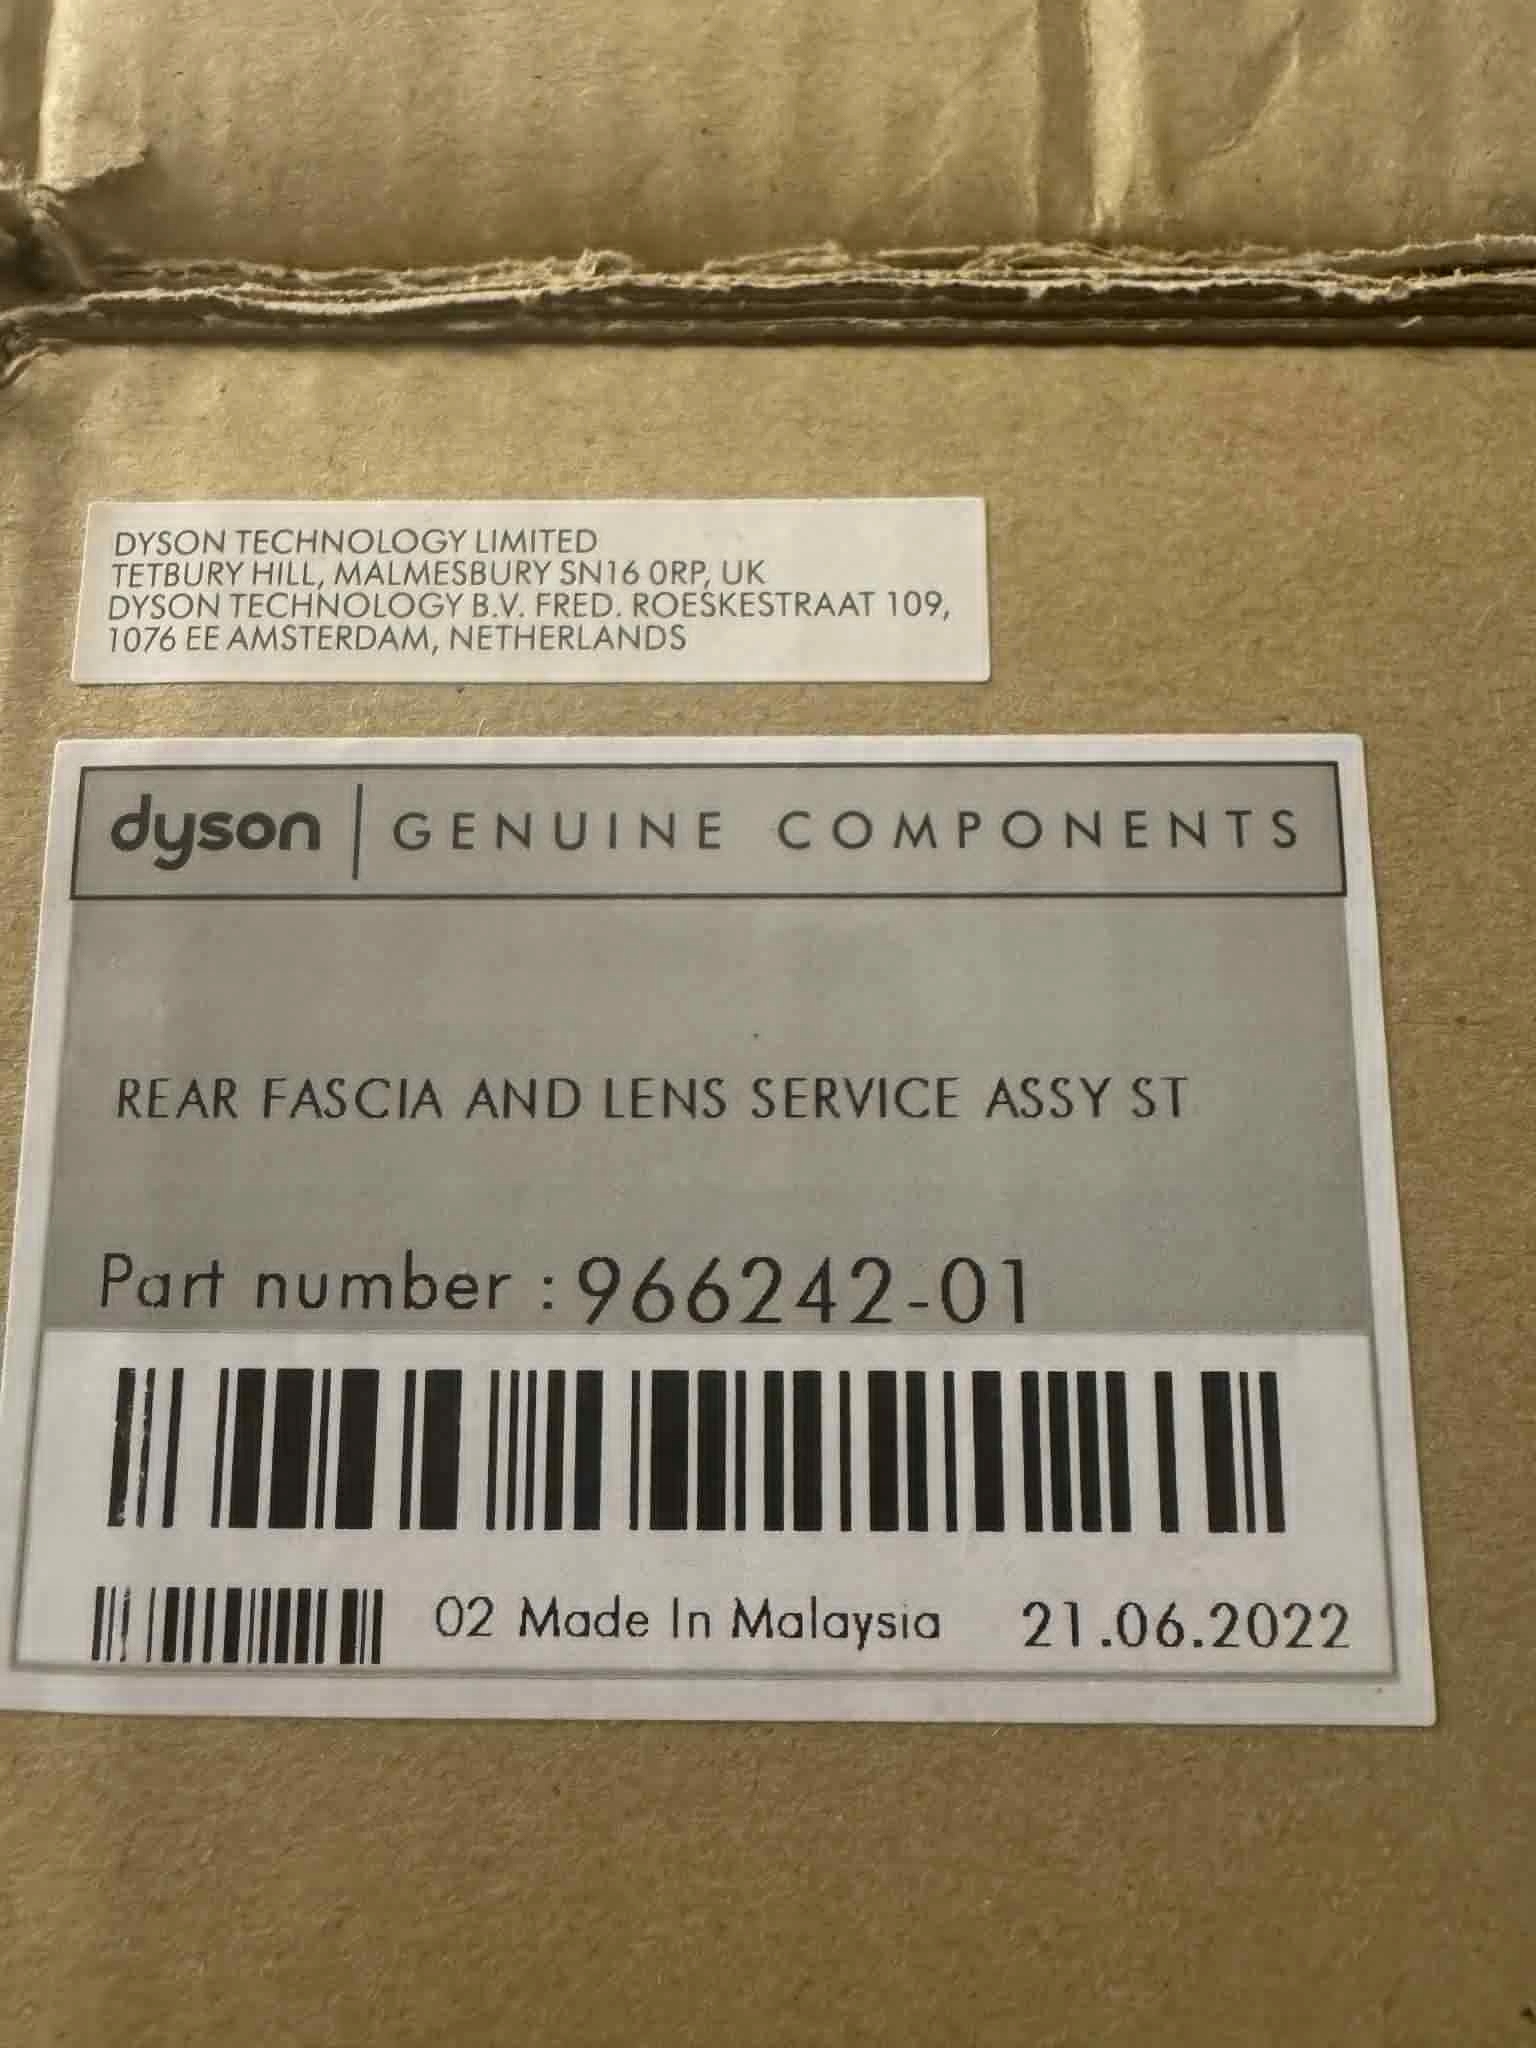 DYSON TECHNOLOGY LIMITED
TETBURY HILL, MALMESBURY SN16 0RP, UK
DYSON TECHNOLOGY B.V. FRED. ROESKESTRAAT 109,
1076 EE AMSTERDAM, NETHERLANDS
dyson | GENUINE COMPONENTS
REAR FASCIA AND LENS SERVICE ASSY ST
Part number : 966242-01
02 Made In Malaysia 21.06.2022